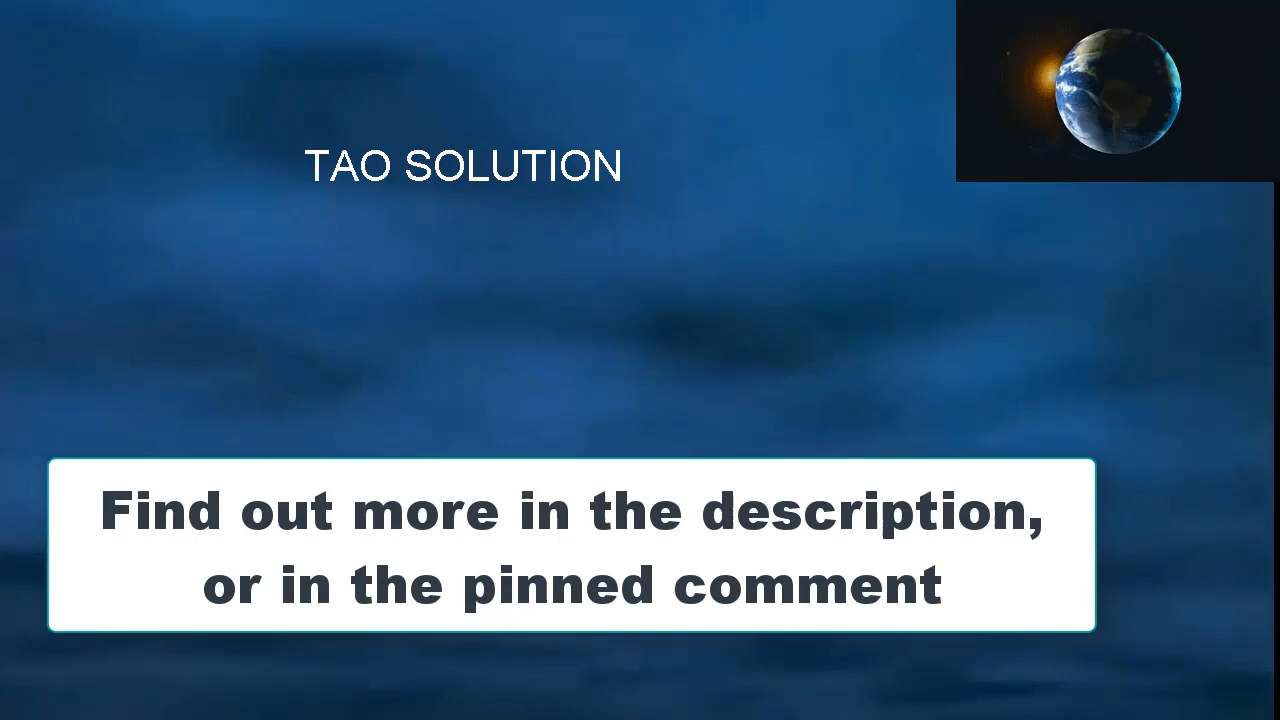 TAO SOLUTION
Find out more in the description,
or in the pinned comment